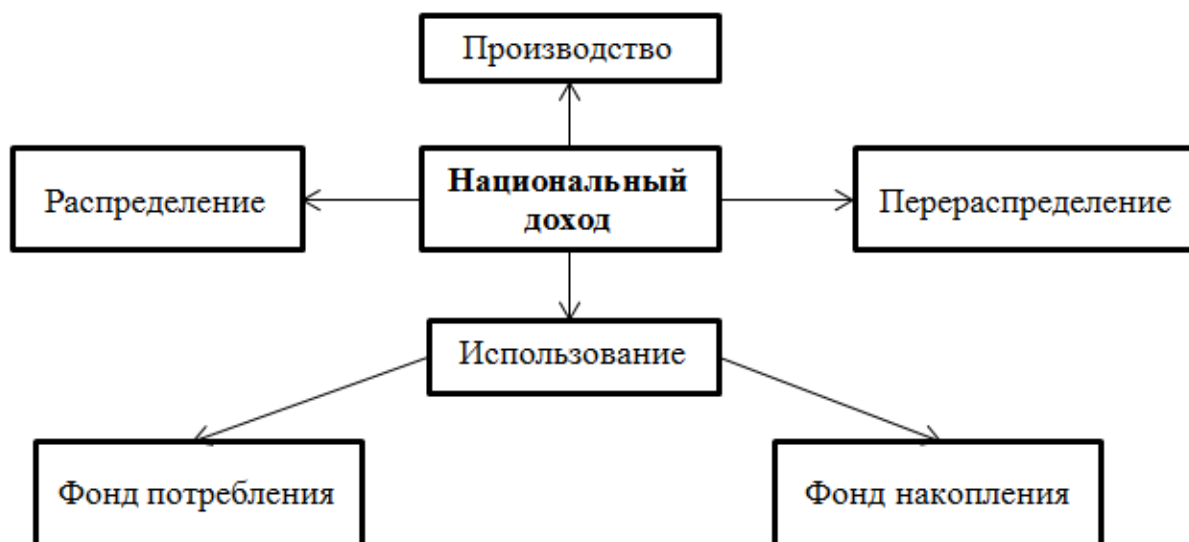 Производство
Распределение
Национальный
доход
Перераспределение
Использование
Фонд потребления
Фонд накопления